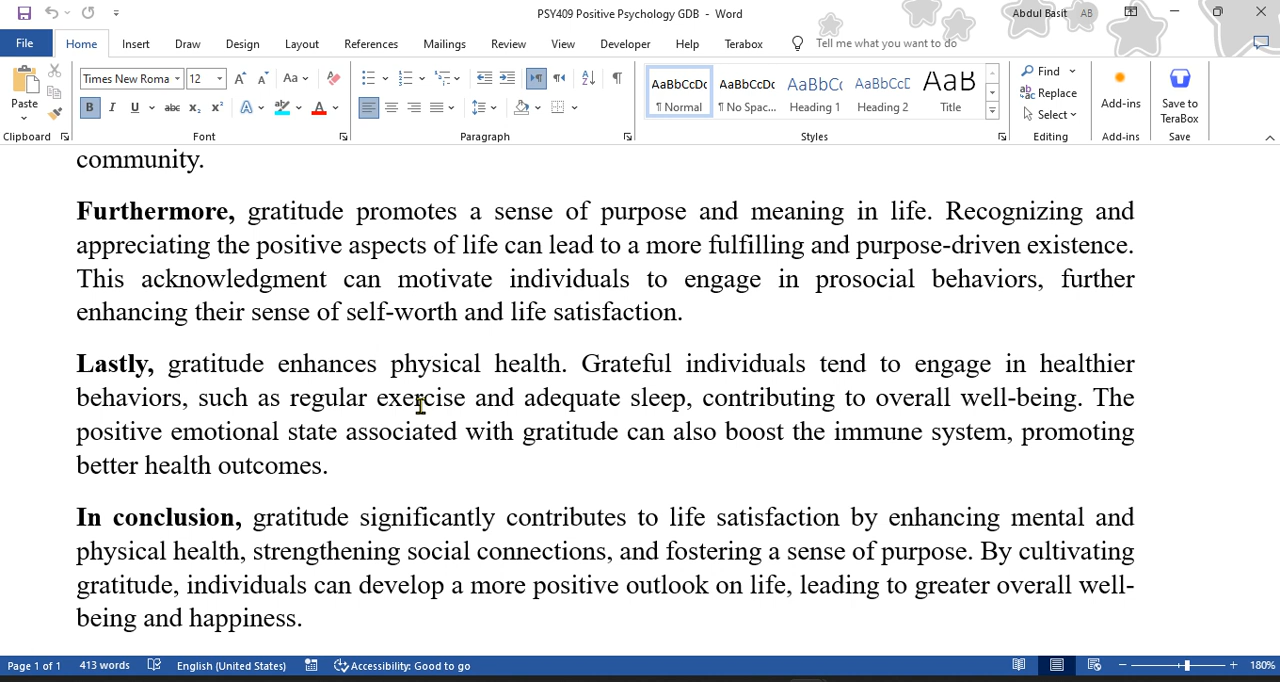 PSY409 Positive Psychology GDB - Word
Abdul Basit AB
File Home Insert Draw Design Layout References Mailings Review View Developer Help Terabox Tell me what you want to do
Times New Roma 12 Aa
AaBbCcDc AaBbCcDc AaBbC AaBbCcD AaB
Find
Paste
Replace
B I U abc x₂ x² A A
¶ Normal ¶ No Spac... Heading 1 Heading 2 Title
Add-ins
Save to
TeraBox
Select
Clipboard Font Paragraph Styles Editing Add-ins Save
community.
Furthermore, gratitude promotes a sense of purpose and meaning in life. Recognizing and
appreciating the positive aspects of life can lead to a more fulfilling and purpose-driven existence.
This acknowledgment can motivate individuals to engage in prosocial behaviors, further
enhancing their sense of self-worth and life satisfaction.
Lastly, gratitude enhances physical health. Grateful individuals tend to engage in healthier
behaviors, such as regular exercise and adequate sleep, contributing to overall well-being. The
positive emotional state associated with gratitude can also boost the immune system, promoting
better health outcomes.
In conclusion, gratitude significantly contributes to life satisfaction by enhancing mental and
physical health, strengthening social connections, and fostering a sense of purpose. By cultivating
gratitude, individuals can develop a more positive outlook on life, leading to greater overall well-
being and happiness.
Page 1 of 1 413 words English (United States) Accessibility: Good to go 180%